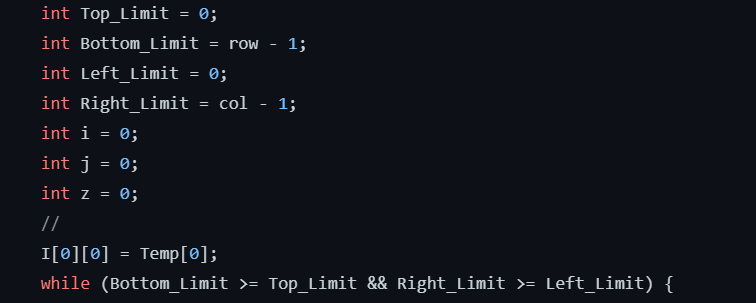 int Top_Limit = 0;
int Bottom_Limit = row - 1;
int Left_Limit = 0;
int Right_Limit = col - 1;
int i = 0;
int j = 0;
int z = 0;
//
I[0][0] = Temp[0];
while (Bottom_Limit >= Top_Limit && Right_Limit >= Left_Limit) {